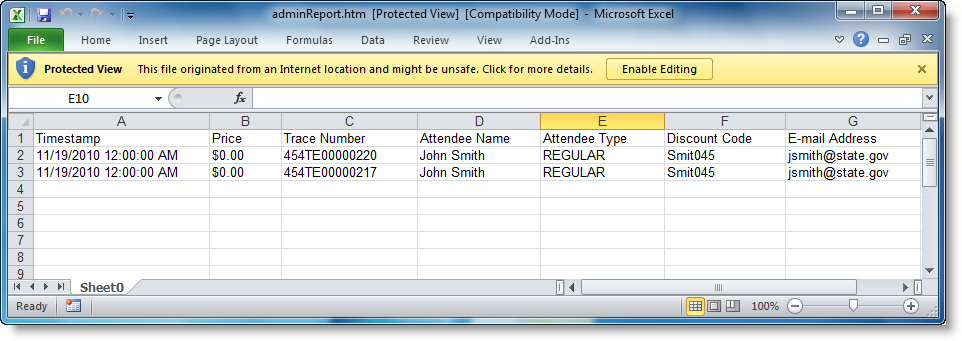 adminReport.htm [Protected View] [Compatibility Mode] - Microsoft Excel
File Home Insert Page Layout Formulas Data Review View Add-Ins
Protected View This file originated from an Internet location and might be unsafe. Click for more details. Enable Editing
E10 fx
A B C D E F G
1 Timestamp Price Trace Number Attendee Name Attendee Type Discount Code E-mail Address
2 11/19/2010 12:00:00 AM $0.00 454TE00000220 John Smith REGULAR Smit045 jsmith@state.gov
3 11/19/2010 12:00:00 AM $0.00 454TE00000217 John Smith REGULAR Smit045 jsmith@state.gov
4
5
6
7
8
9
Sheet0
Ready 100%